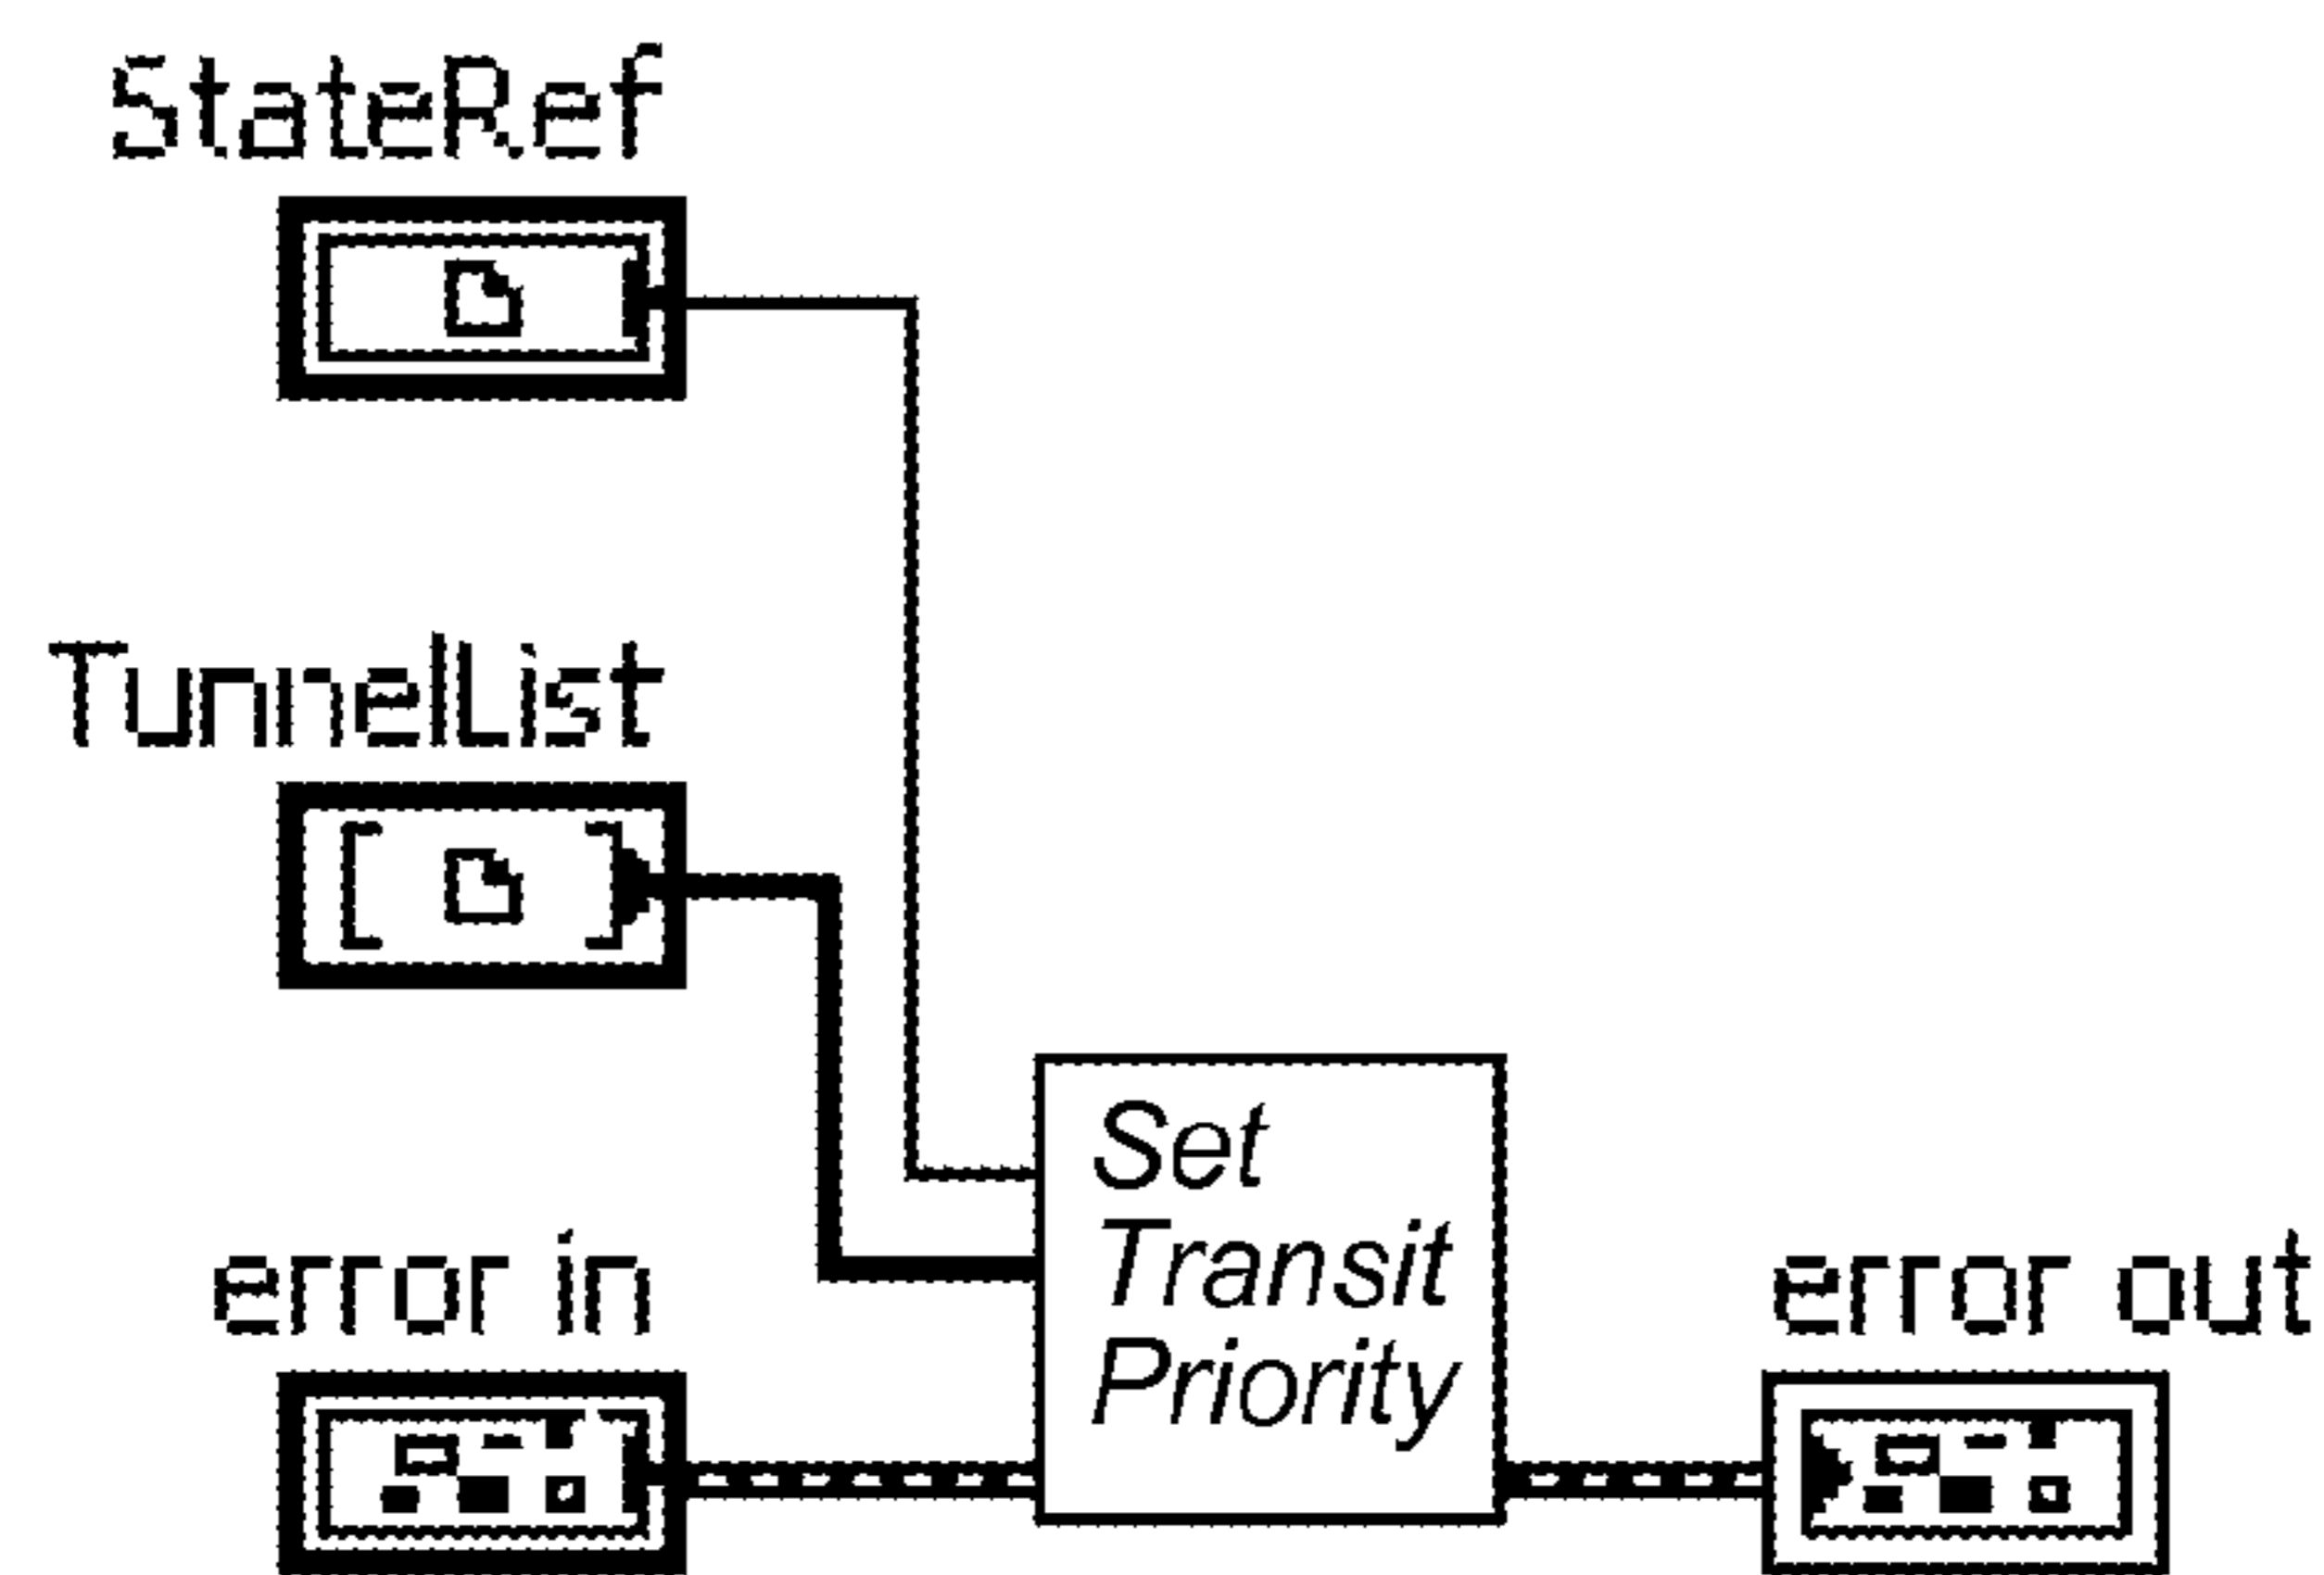 StateRef
TunnelList
error in
Set
Transit
Priority
error out